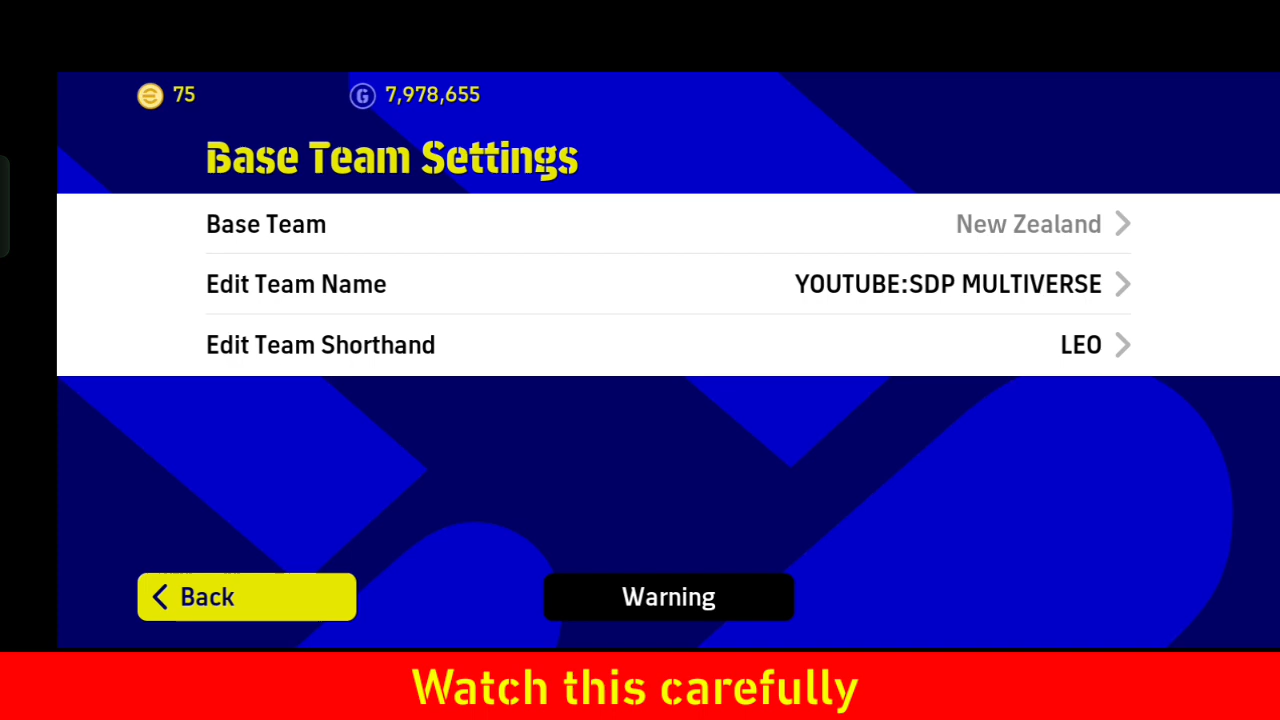 75
7,978,655
Base Team Settings
Base Team New Zealand
Edit Team Name YOUTUBE:SDP MULTIVERSE
Edit Team Shorthand LEO
Back
Warning
Watch this carefully